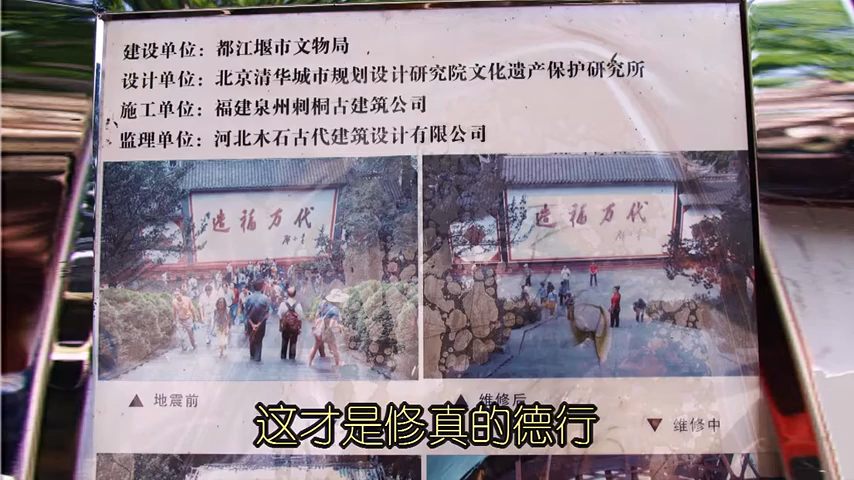 建设单位：都江堰市文物局
设计单位：北京清华城市规划设计研究院文化遗产保护研究所
施工单位：福建泉州刺桐古建筑公司
监理单位：河北木石古代建筑设计有限公司
造福万代
造福万代
▲ 地震前
▲ 维修后
▼ 维修中
这才是修真的德行